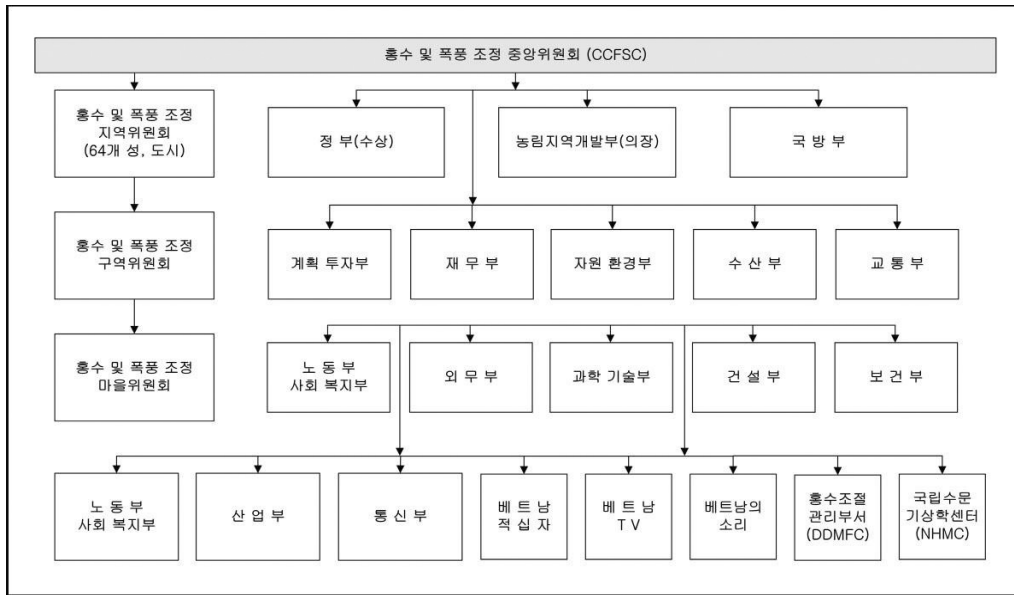 홍수 및 폭풍 조정 중앙위원회 (CCFSC)
홍수 및 폭풍 조정
지역위원회
(64개 성, 도시)
정 부(수상)
농림지역개발부(의장)
국 방 부
홍수 및 폭풍 조정
구역위원회
계획 투자부
재 무 부
자원 환경부
수 산 부
교 통 부
홍수 및 폭풍 조정
마을위원회
노 동 부
사회 복지부
외 무 부
과학 기술부
건 설 부
보 건 부
노 동 부
사회 복지부
산 업 부
통 신 부
베 트 남
적 십 자
베 트 남
T V
베트남의
소리
홍수조절
관리부서
(DDMFC)
국립수문
기상학센터
(NHMC)